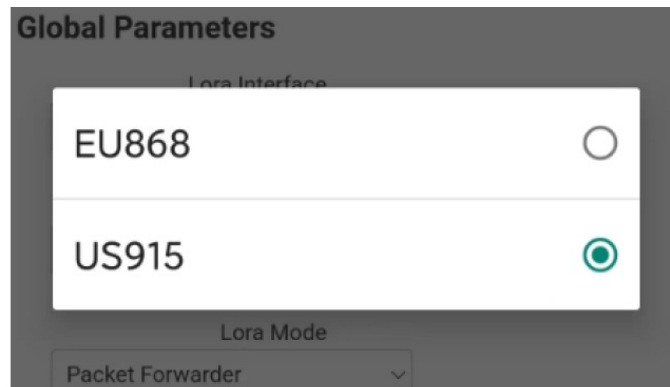 Global Parameters
Lora Interface
EU868
US915
Lora Mode
Packet Forwarder